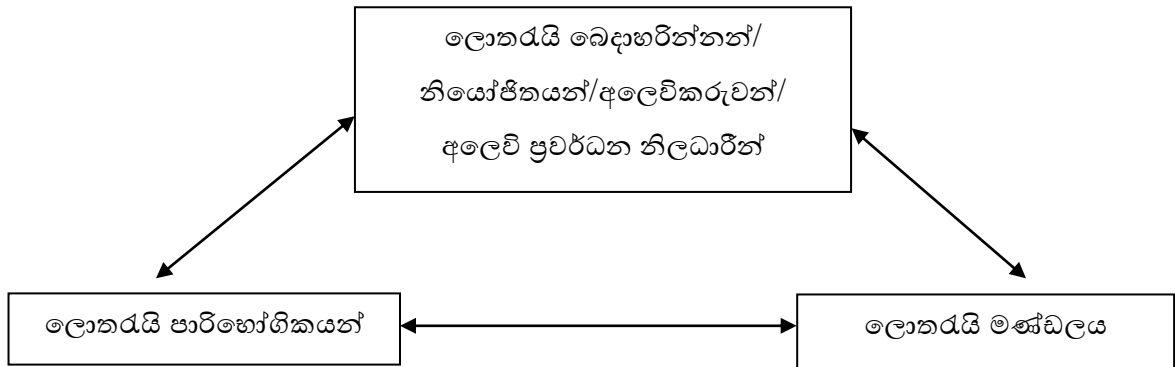 ලොතරැයි බෙදාහරින්නන්/
නියෝජිතයන්/අලෙවිකරුවන්/
අලෙවි ප්‍රවර්ධන නිලධාරීන්
ලොතරැයි පාරිභෝගිකයන්
ලොතරැයි මණ්ඩලය